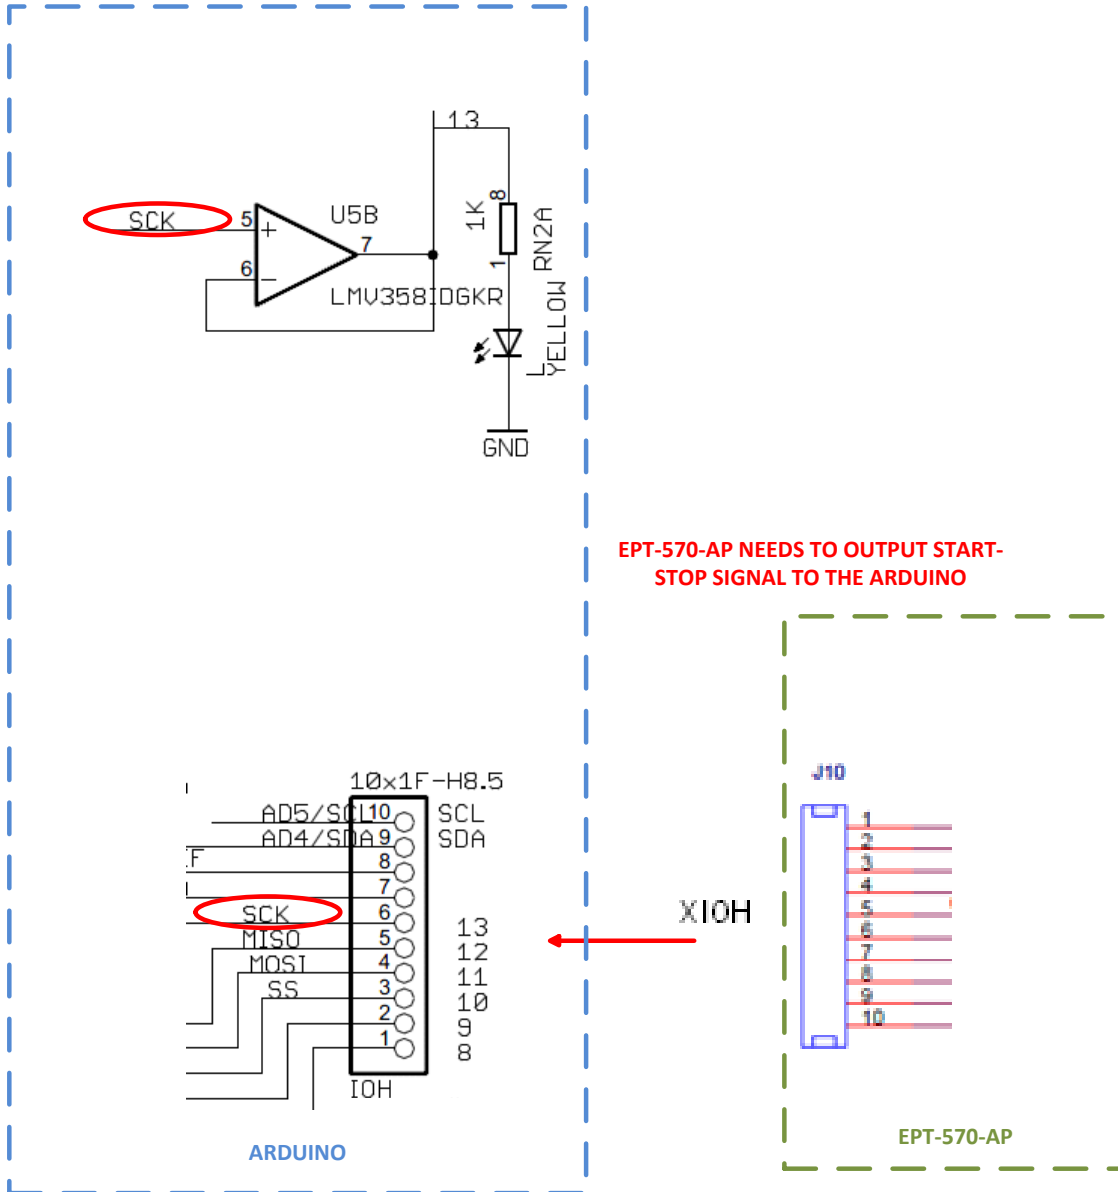 13
SCK
5
+
U5B
7
6
-
LMV358IDGKR
8
1K
RN2A
1
YELLOW
L
GND
EPT-570-AP NEEDS TO OUTPUT START-
STOP SIGNAL TO THE ARDUINO
J10
10x1F-H8.5
AD5/SCL 10 SCL
AD4/SDA 9 SDA
F 8
7
SCK 6 13
MISO 5 12
MOSI 4 11
SS 3 10
2 9
1 8
IOH
XIOH
1
2
3
4
5
6
7
8
9
10
ARDUINO
EPT-570-AP